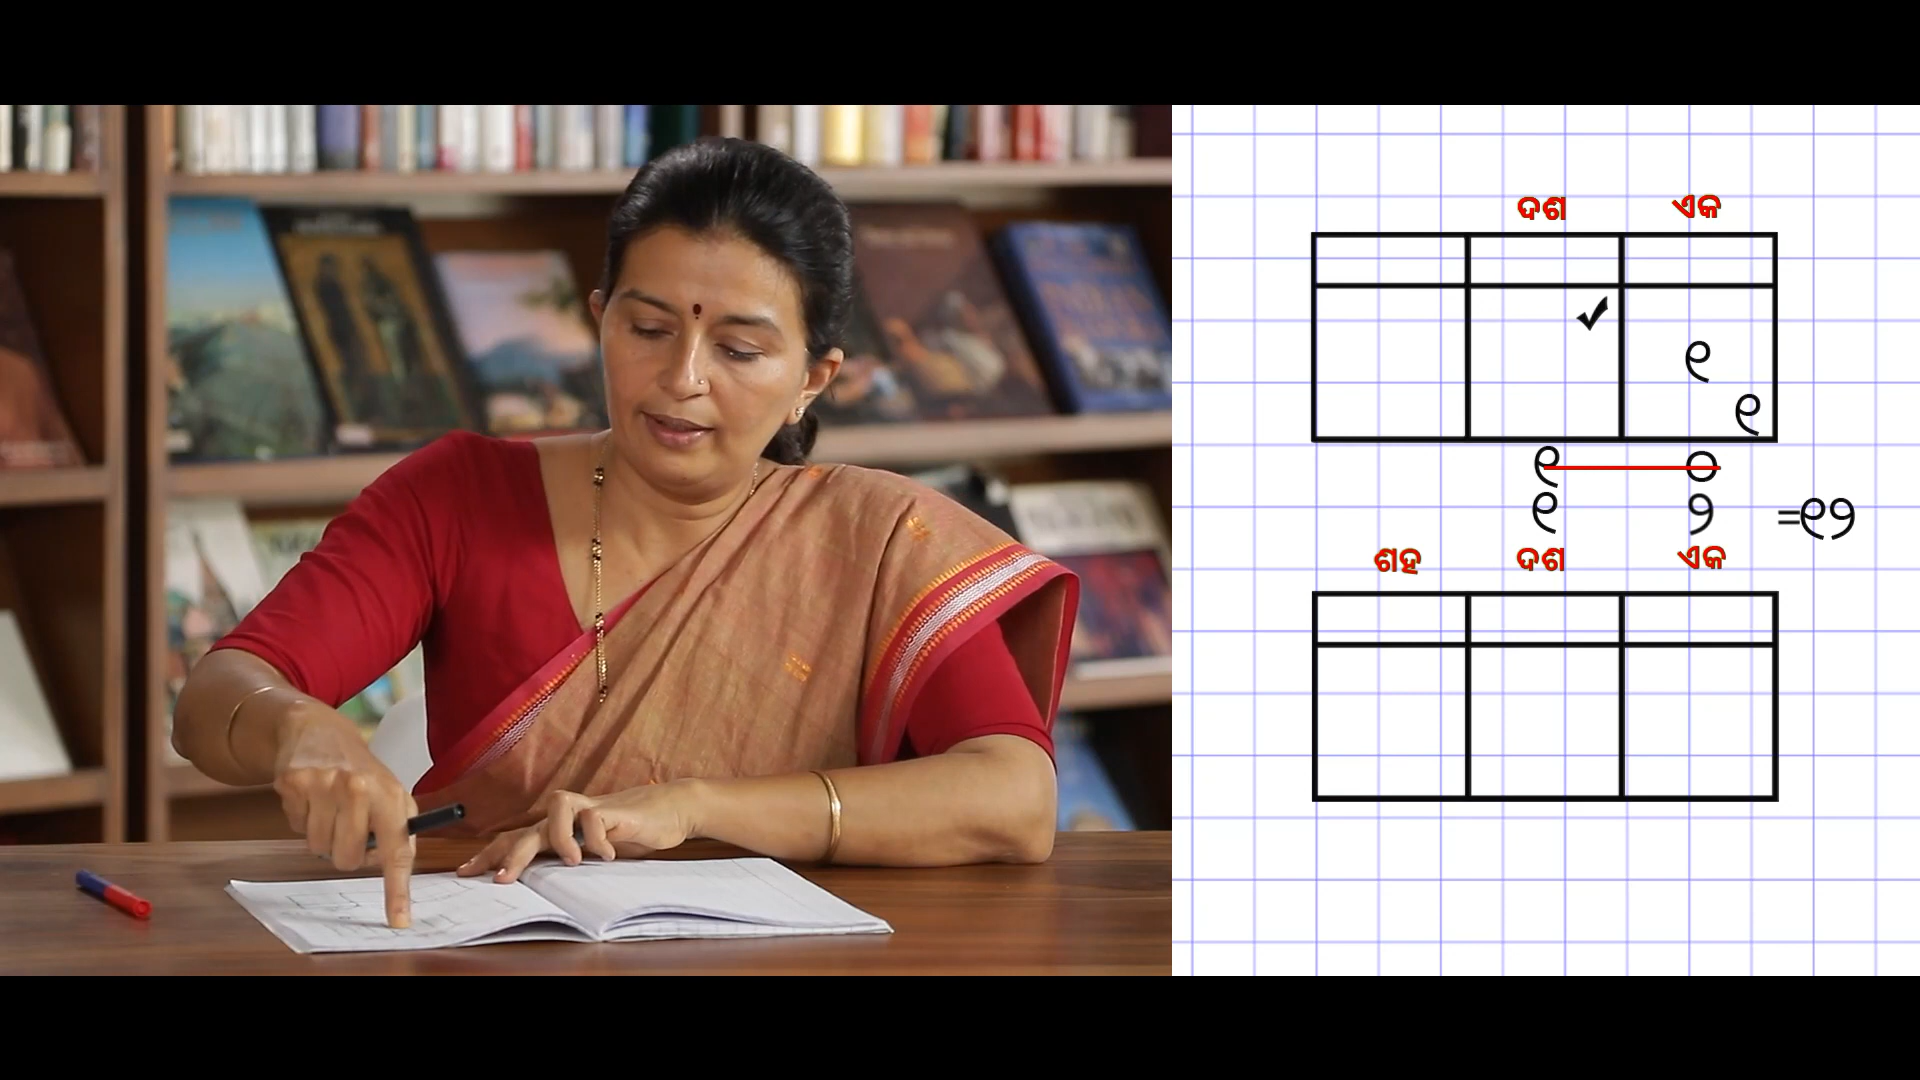 ଦଶ ଏକ
✓
୧
୧
୧ ୦
୧ ୨ =୧୨
ଶହ ଦଶ ଏକ